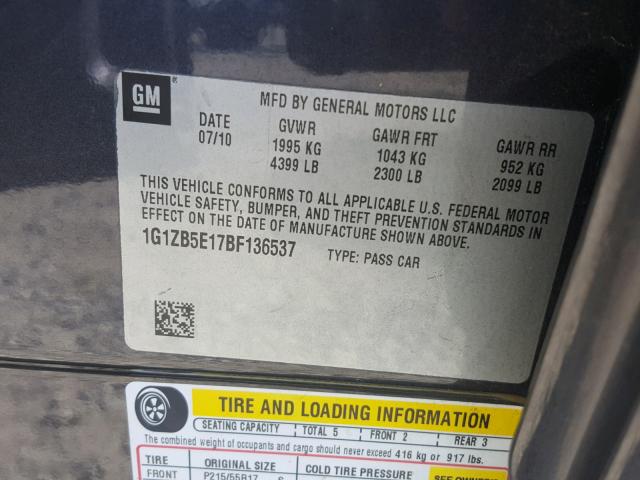 GM ®
MFD BY GENERAL MOTORS LLC
DATE GVWR GAWR FRT GAWR RR
07/10 1995 KG 1043 KG 952 KG
4399 LB 2300 LB 2099 LB
THIS VEHICLE CONFORMS TO ALL APPLICABLE U.S. FEDERAL MOTOR
VEHICLE SAFETY, BUMPER, AND THEFT PREVENTION STANDARDS IN
EFFECT ON THE DATE OF MANUFACTURE SHOWN ABOVE.
1G1ZB5E17BF136537 TYPE: PASS CAR
TIRE AND LOADING INFORMATION
SEATING CAPACITY TOTAL 5 FRONT 2 REAR 3
The combined weight of occupants and cargo should never exceed 416 kg or 917 lbs.
TIRE ORIGINAL SIZE COLD TIRE PRESSURE
FRONT P215/55R17 S SEE OWNER'S